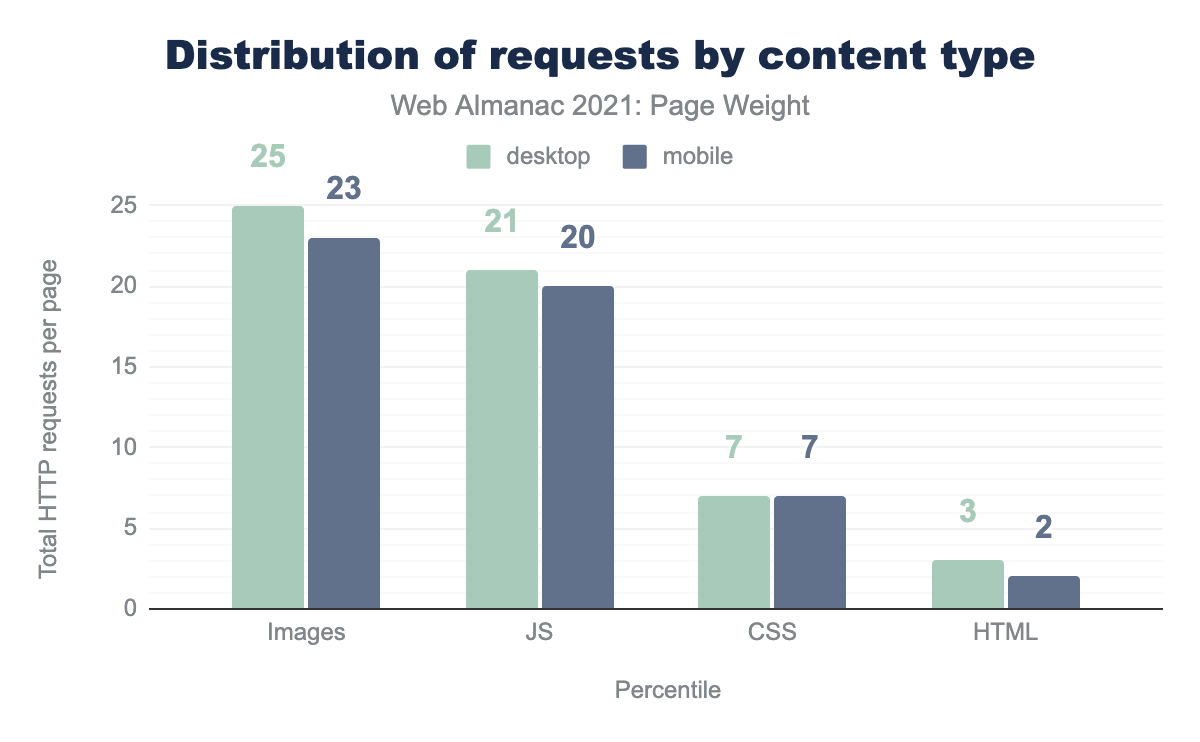 Distribution of requests by content type
Web Almanac 2021: Page Weight
desktop mobile
25
23
21
20
7
7
3
2
Total HTTP requests per page
25
20
15
10
5
0
Images JS CSS HTML
Percentile